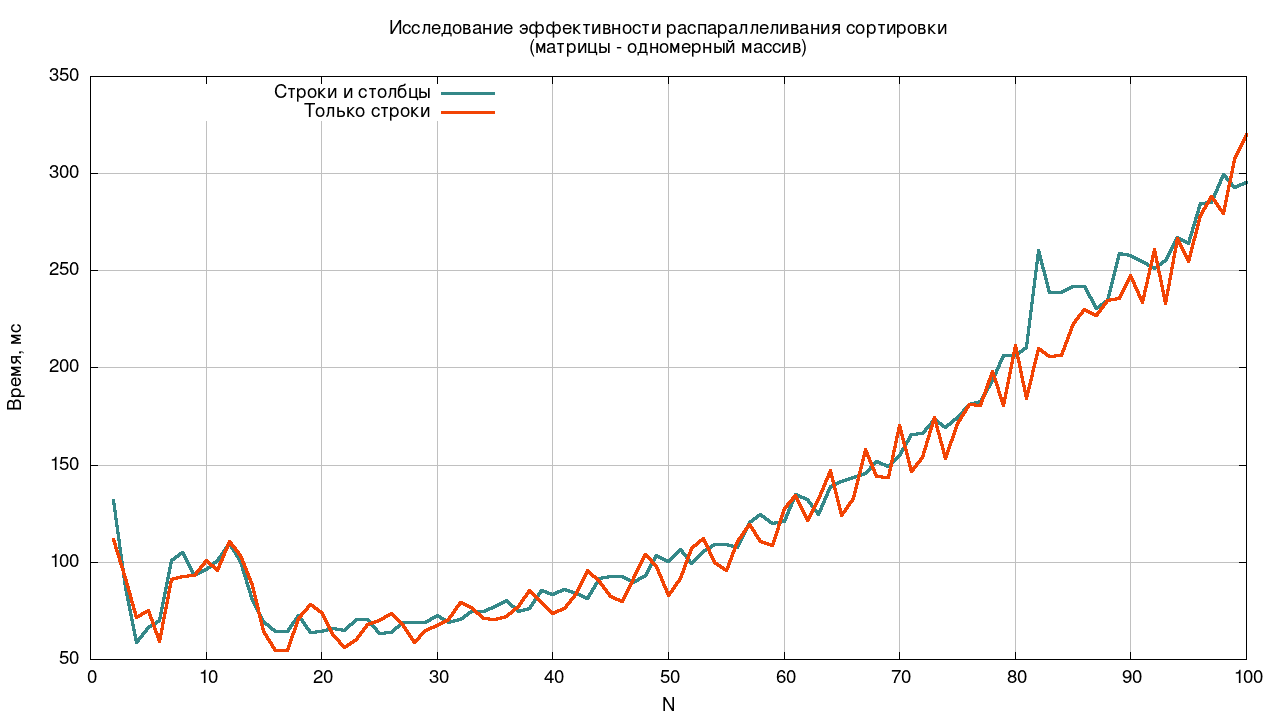 Исследование эффективности распараллеливания сортировки
(матрицы - одномерный массив)
Строки и столбцы
Только строки
350
300
250
200
150
100
50
Время, мс
0 10 20 30 40 50 60 70 80 90 100
N